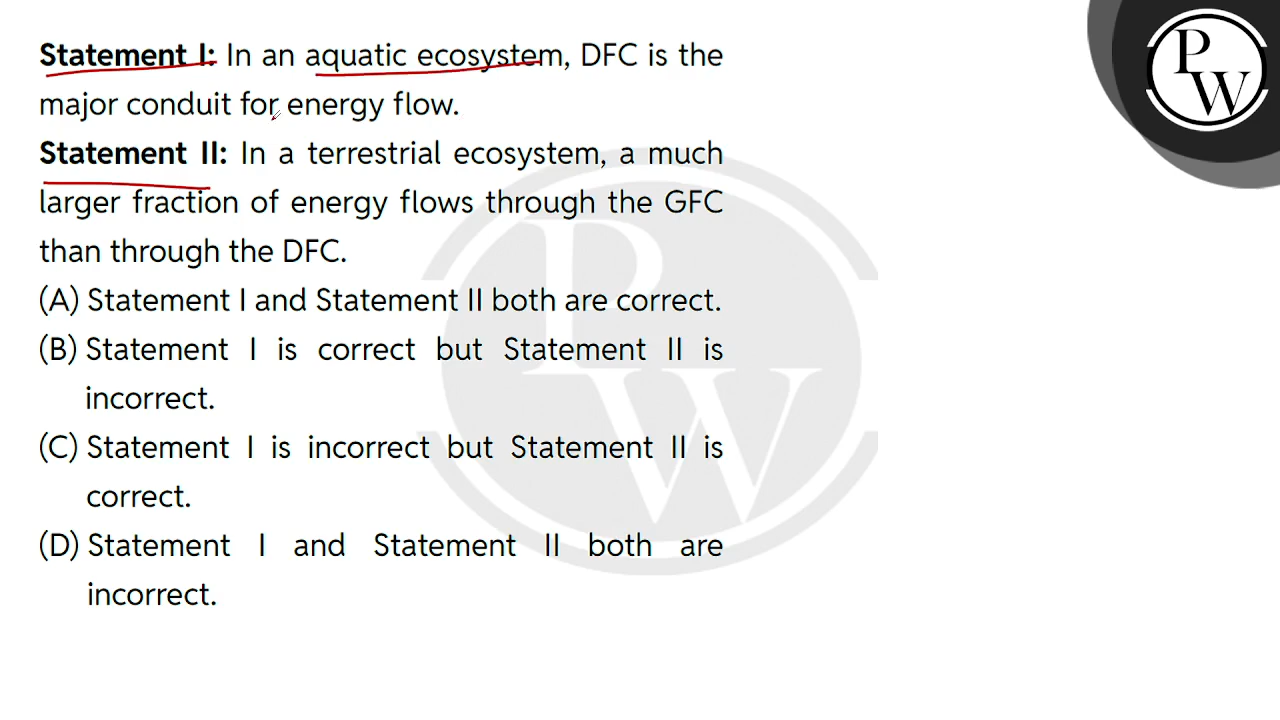 Statement I: In an aquatic ecosystem, DFC is the
major conduit for energy flow.
Statement II: In a terrestrial ecosystem, a much
larger fraction of energy flows through the GFC
than through the DFC.
(A) Statement I and Statement II both are correct.
(B) Statement I is correct but Statement II is
incorrect.
(C) Statement I is incorrect but Statement II is
correct.
(D) Statement I and Statement II both are
incorrect.
PW
PW